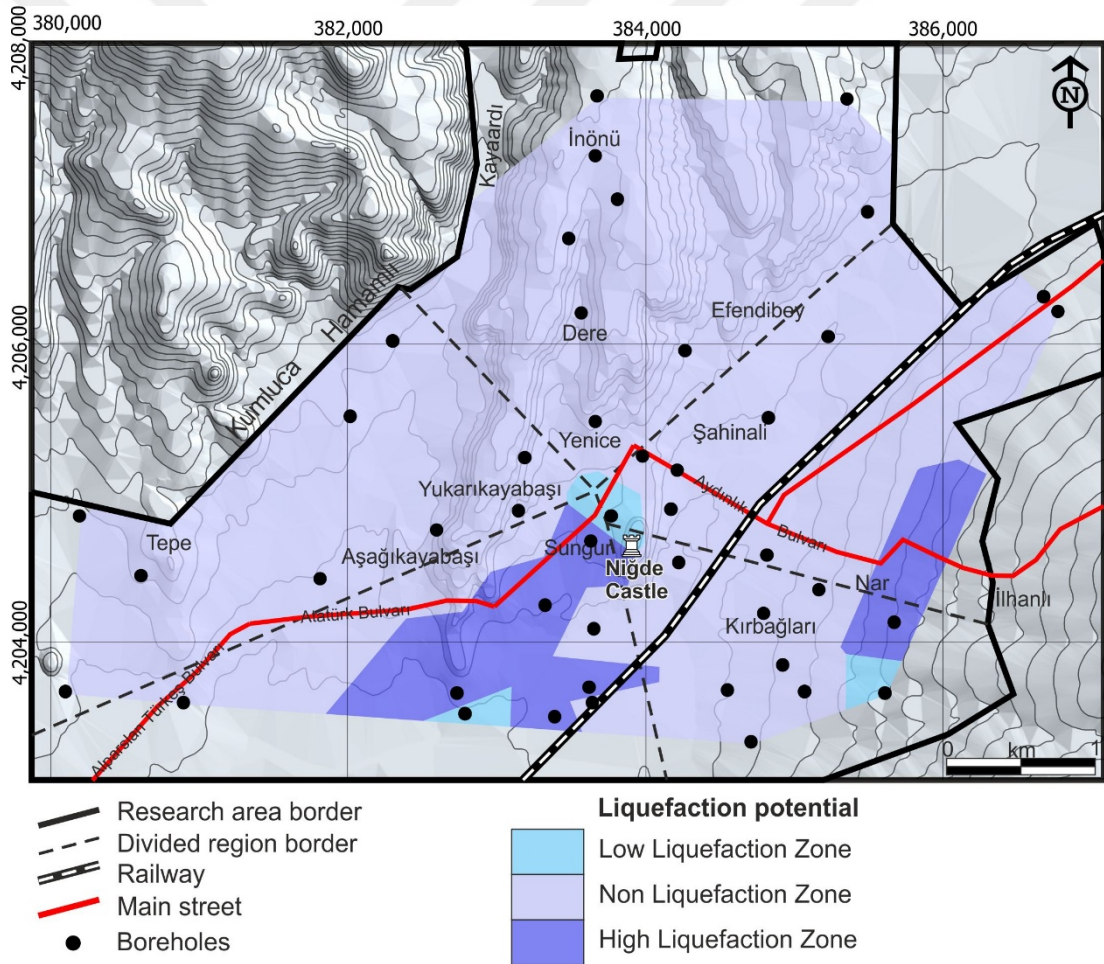 380,000
382,000
384,000
386,000
4,208,000
N
Kayaardı
İnönü
Hamamlı
Kumluca
Efendibey
Dere
4,206,000
Şahinali
Yenice
Yukarıkayabaşı
Aydınlık Bulvarı
Tepe
Aşağıkayabaşı
Sungur
Niğde
Castle
Nar
İlhanlı
Atatürk Bulvarı
Kırbağları
4,204,000
Alparslan Türkeş Bulvarı
0 km 1
Research area border
Divided region border
Railway
Main street
Boreholes
Liquefaction potential
Low Liquefaction Zone
Non Liquefaction Zone
High Liquefaction Zone